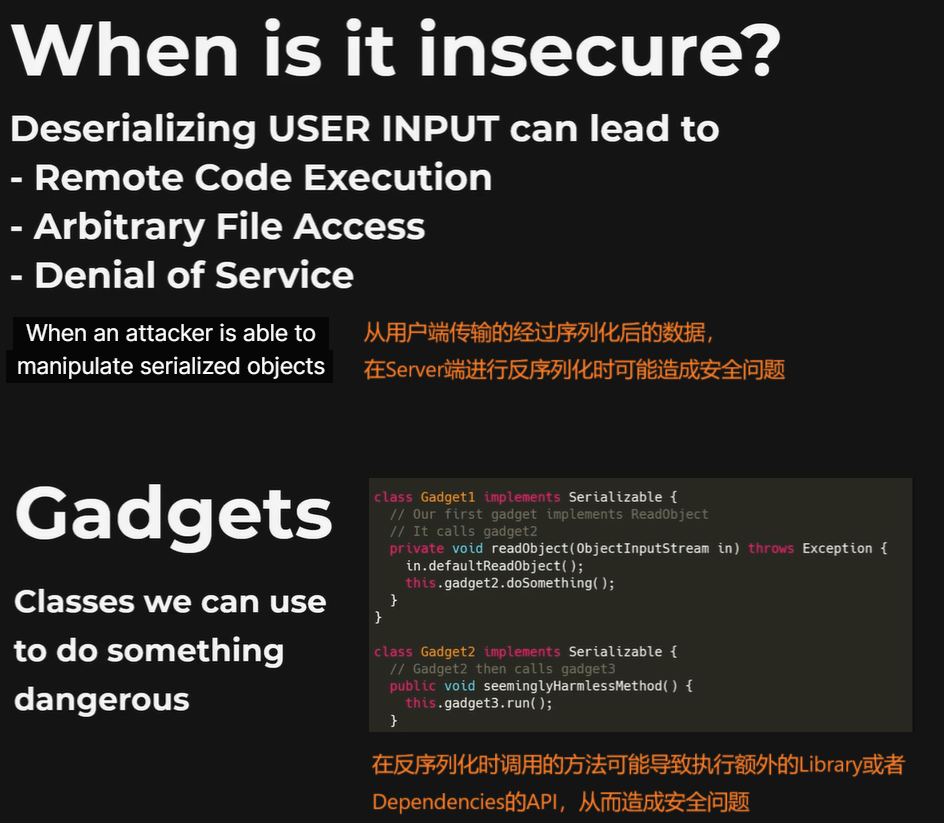 When is it insecure?
Deserializing USER INPUT can lead to
- Remote Code Execution
- Arbitrary File Access
- Denial of Service
When an attacker is able to
manipulate serialized objects
从用户端传输的经过序列化后的数据，
在Server端进行反序列化时可能造成安全问题
Gadgets
Classes we can use
to do something
dangerous
class Gadget1 implements Serializable {
// Our first gadget implements ReadObject
// It calls gadget2
private void readObject(ObjectInputStream in) throws Exception {
in.defaultReadObject();
this.gadget2.doSomething();
}
}
class Gadget2 implements Serializable {
// Gadget2 then calls gadget3
public void seeminglyHarmlessMethod() {
this.gadget3.run();
}
在反序列化时调用的方法可能导致执行额外的Library或者
Dependencies的API，从而造成安全问题